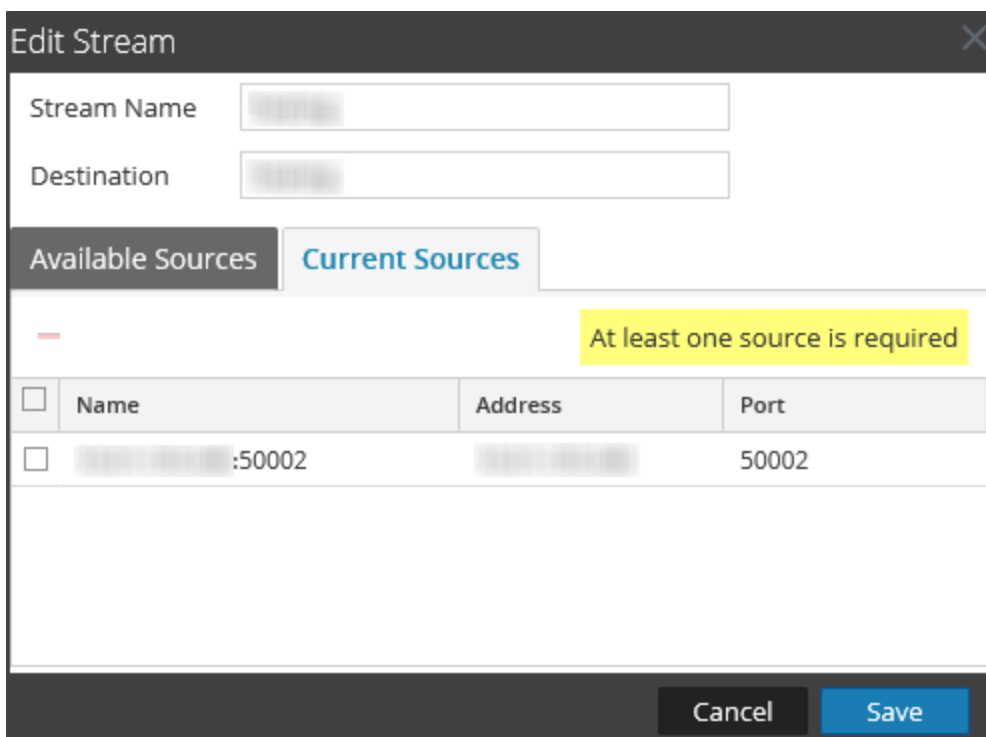 Edit Stream
Stream Name
Destination
Available Sources Current Sources
At least one source is required
Name Address Port
:50002 50002
Cancel Save